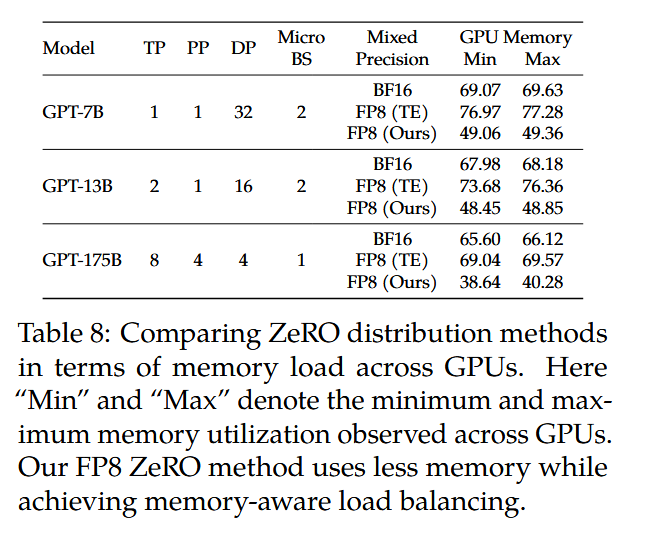 Model TP PP DP Micro BS Mixed Precision GPU Memory Min Max
GPT-7B 1 1 32 2 BF16 69.07 69.63
FP8 (TE) 76.97 77.28
FP8 (Ours) 49.06 49.36
GPT-13B 2 1 16 2 BF16 67.98 68.18
FP8 (TE) 73.68 76.36
FP8 (Ours) 48.45 48.85
GPT-175B 8 4 4 1 BF16 65.60 66.12
FP8 (TE) 69.04 69.57
FP8 (Ours) 38.64 40.28
Table 8: Comparing ZeRO distribution methods
in terms of memory load across GPUs. Here
“Min” and “Max” denote the minimum and max-
imum memory utilization observed across GPUs.
Our FP8 ZeRO method uses less memory while
achieving memory-aware load balancing.